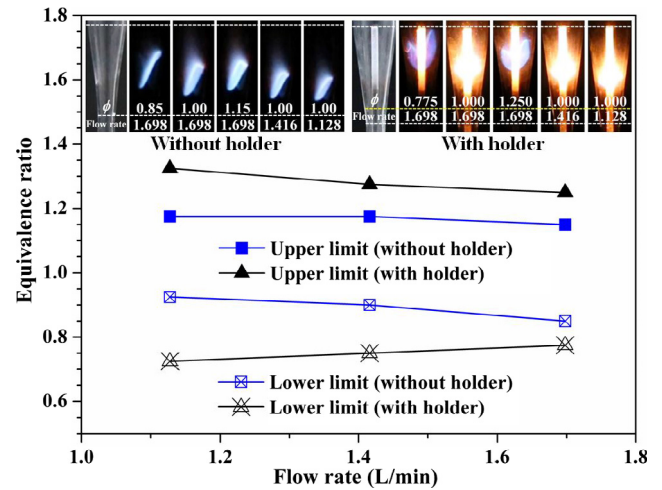 1.8
1.6
1.4
1.2
1.0
0.8
0.6
Equivalence ratio
ϕ 0.85 1.00 1.15 1.00 1.00
Flow rate 1.698 1.698 1.698 1.416 1.128
Without holder
ϕ 0.775 1.000 1.250 1.000 1.000
Flow rate 1.698 1.698 1.698 1.416 1.128
With holder
Upper limit (without holder)
Upper limit (with holder)
Lower limit (without holder)
Lower limit (with holder)
1.0 1.2 1.4 1.6 1.8
Flow rate (L/min)